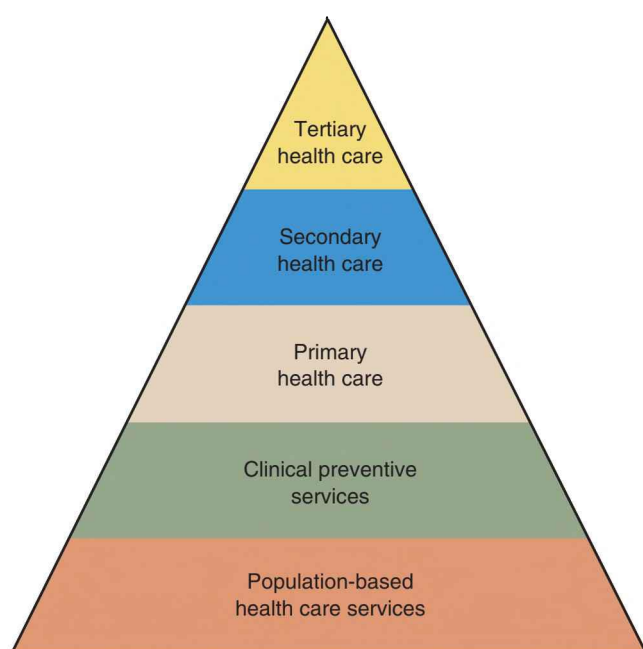 Tertiary
health care
Secondary
health care
Primary
health care
Clinical preventive
services
Population-based
health care services